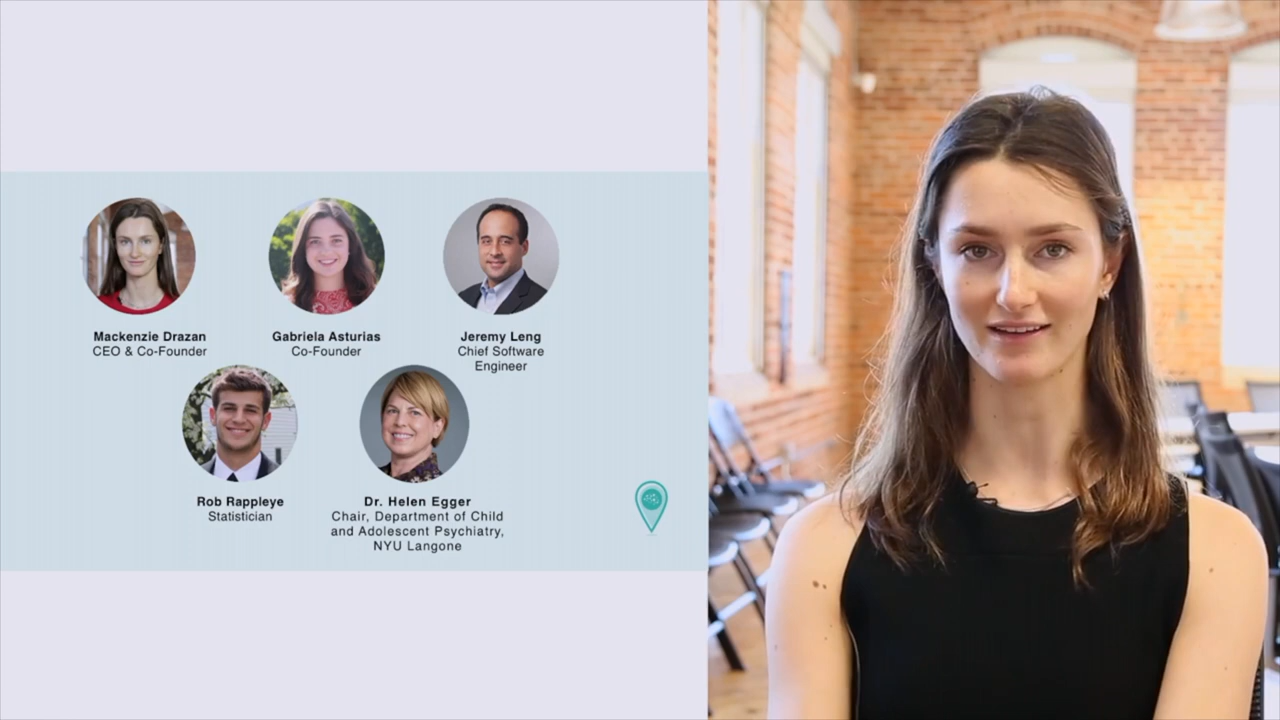 Mackenzie Drazan
CEO & Co-Founder
Gabriela Asturias
Co-Founder
Jeremy Leng
Chief Software
Engineer
Rob Rappleye
Statistician
Dr. Helen Egger
Chair, Department of Child
and Adolescent Psychiatry,
NYU Langone